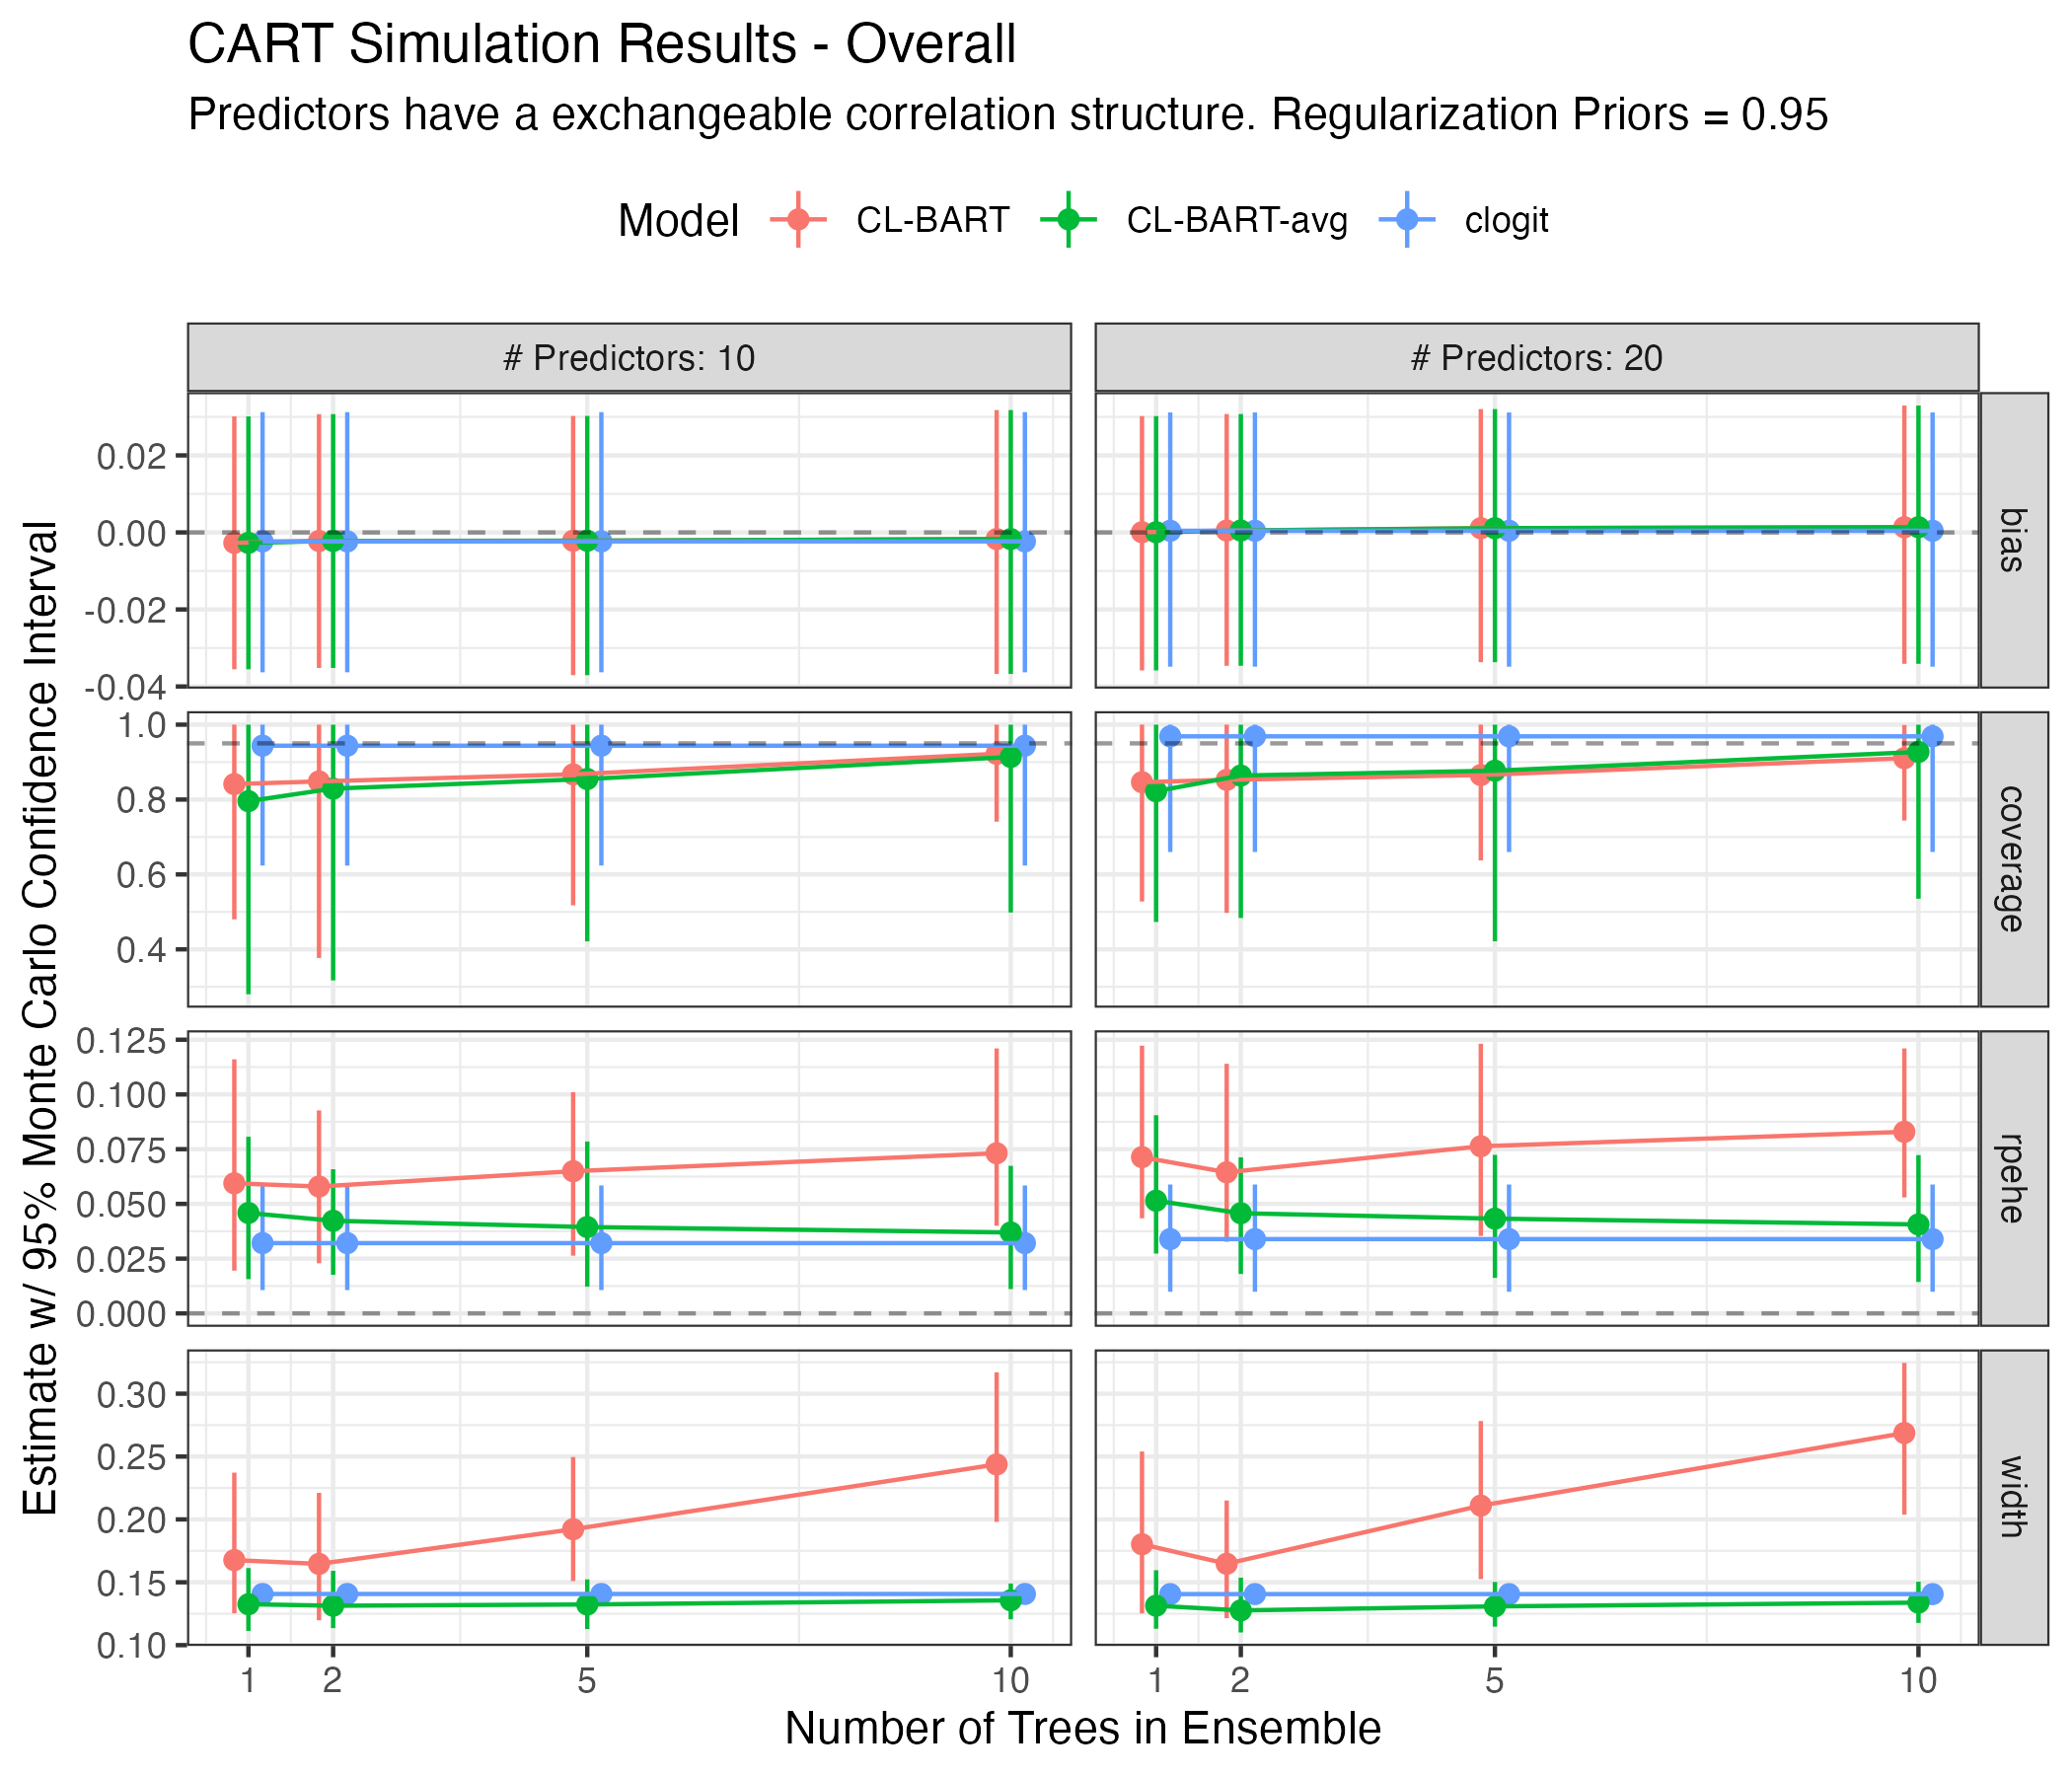 CART Simulation Results - Overall
Predictors have a exchangeable correlation structure. Regularization Priors = 0.95
Model CL-BART CL-BART-avg clogit
# Predictors: 10 # Predictors: 20
Estimate w/ 95% Monte Carlo Confidence Interval
0.02
0.00
-0.02
-0.04
bias
1.0
0.8
0.6
0.4
coverage
0.125
0.100
0.075
0.050
0.025
0.000
rpehe
0.30
0.25
0.20
0.15
0.10
width
1 2 5 10 1 2 5 10
Number of Trees in Ensemble